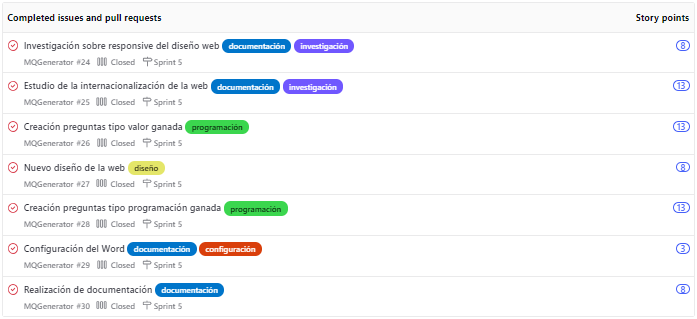 Completed issues and pull requests Story points
Investigación sobre responsive del diseño web documentación investigación 8
MQGenerator #24 Closed Sprint 5
Estudio de la internacionalización de la web documentación investigación 13
MQGenerator #25 Closed Sprint 5
Creación preguntas tipo valor ganada programación 13
MQGenerator #26 Closed Sprint 5
Nuevo diseño de la web diseño 8
MQGenerator #27 Closed Sprint 5
Creación preguntas tipo programación ganada programación 13
MQGenerator #28 Closed Sprint 5
Configuración del Word documentación configuración 3
MQGenerator #29 Closed Sprint 5
Realización de documentación documentación 8
MQGenerator #30 Closed Sprint 5